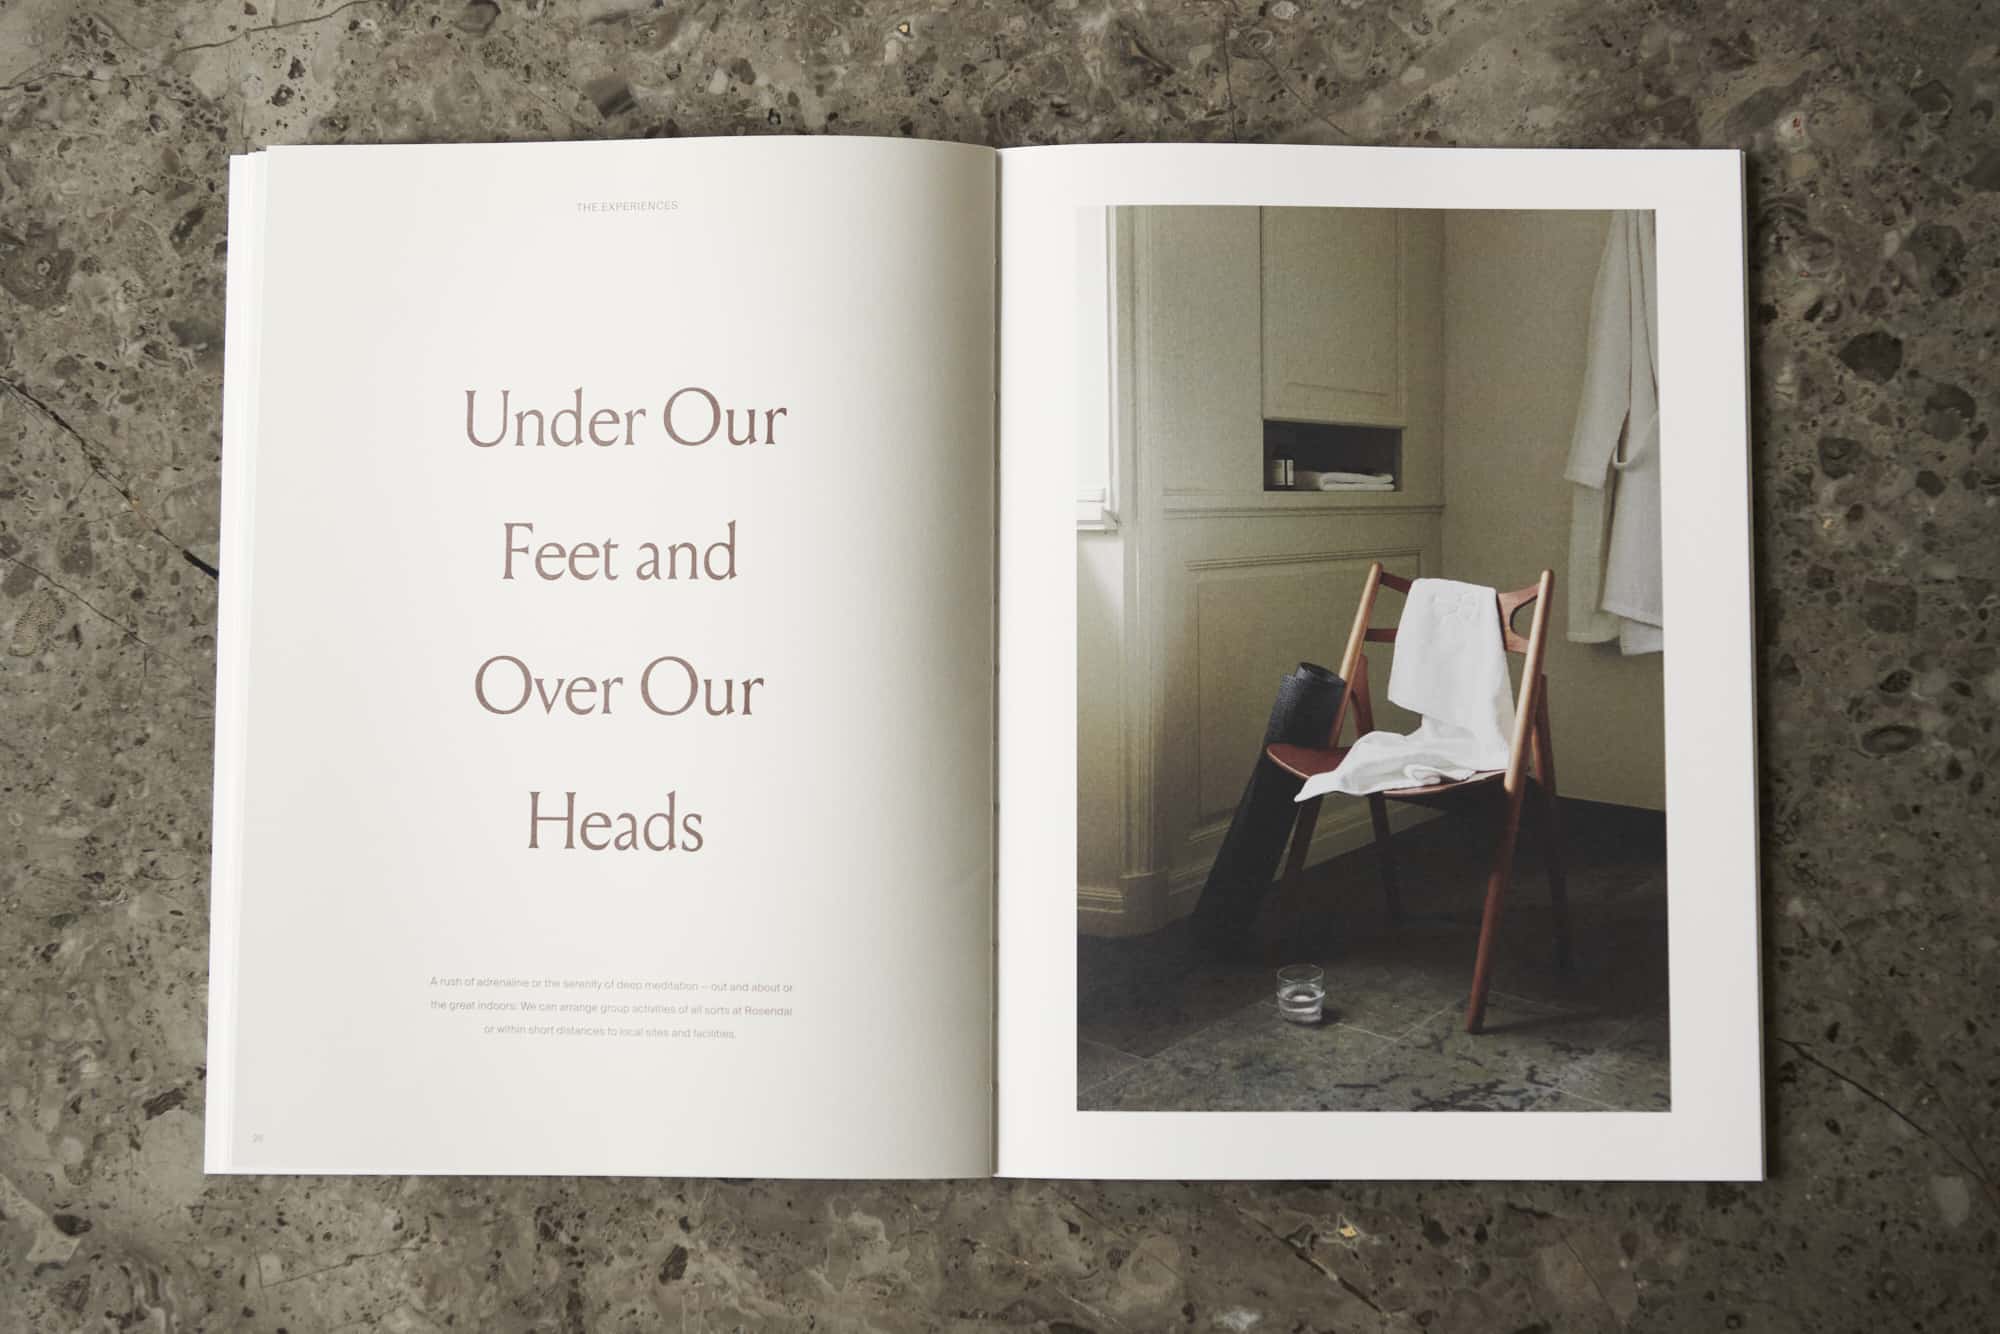 THE EXPERIENCES
Under Our
Feet and
Over Our
Heads
A rush of adrenaline or the serenity of deep meditation – out and about or
the great indoors: We can arrange group activities of all sorts at Rosendal
or within short distances to local sites and facilities.